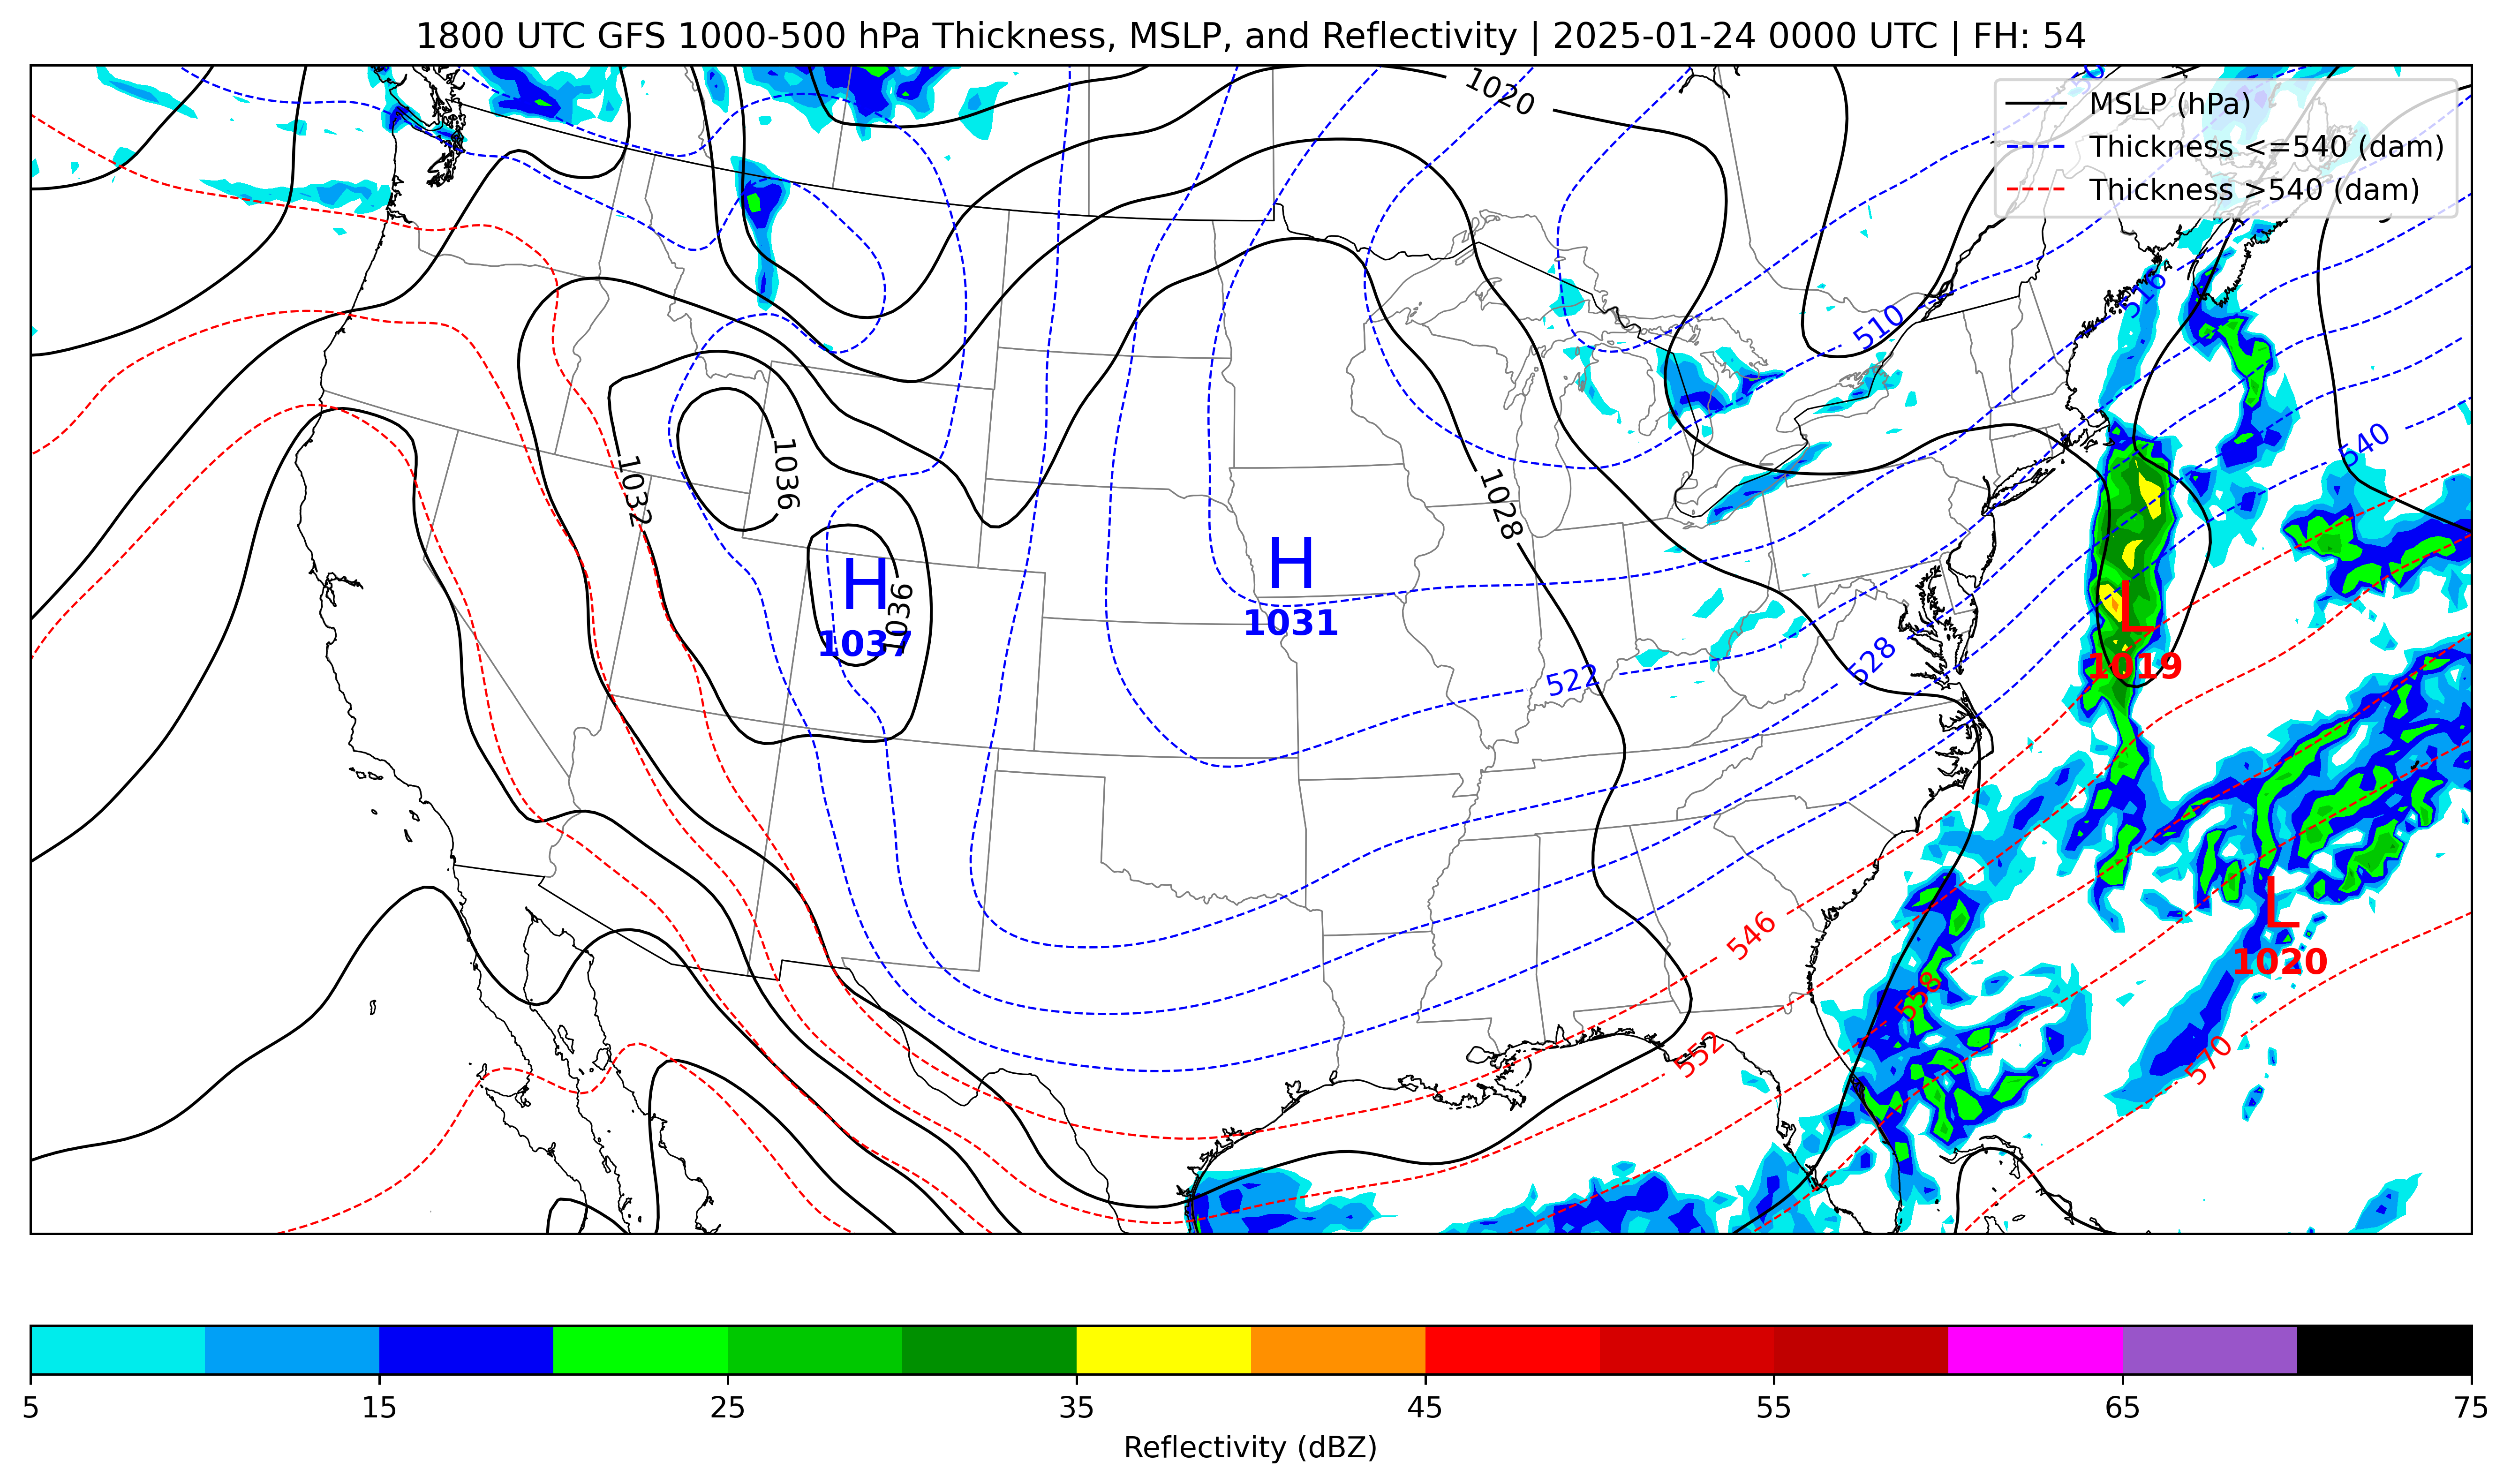 1800 UTC GFS 1000-500 hPa Thickness, MSLP, and Reflectivity | 2025-01-24 0000 UTC | FH: 54
MSLP (hPa)
Thickness <=540 (dam)
Thickness >540 (dam)
1020
516
510
540
1036
1032
1028
H
1037
1036
H
1031
L
1019
522
528
546
L
1020
558
552
570
5
15
25
35
45
55
65
75
Reflectivity (dBZ)